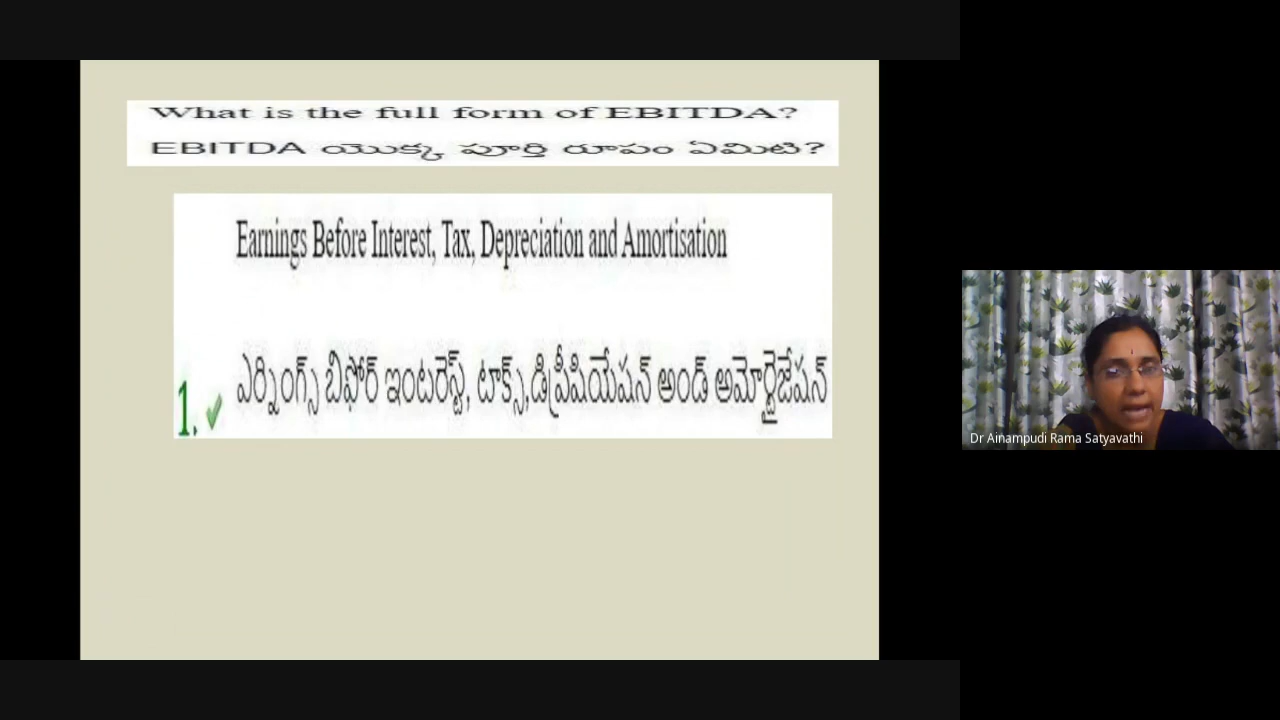 What is the full form of EBITDA?
EBITDA యొక్క పూర్తి రూపం ఏమిటి?
Earnings Before Interest, Tax, Depreciation and Amortisation
1. ✓ ఎర్నింగ్స్ బిఫోర్ ఇంటరెస్ట్, టాక్స్,డిప్రీషియేషన్ అండ్ అమోర్టైజేషన్
Dr Ainampudi Rama Satyavathi